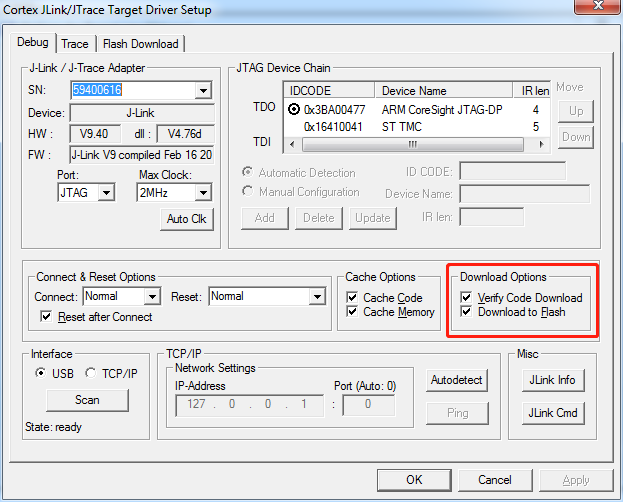 Cortex JLink/JTrace Target Driver Setup
Debug Trace Flash Download
J-Link / J-Trace Adapter
SN: 59400616
Device: J-Link
HW : V9.40 dll : V4.76d
FW : J-Link V9 compiled Feb 16 20
Port: Max Clock:
JTAG 2MHz
Auto Clk
JTAG Device Chain
IDCODE Device Name IR len Move
TDO 0x3BA00477 ARM CoreSight JTAG-DP 4 Up
0x16410041 ST TMC 5
TDI Down
Automatic Detection ID CODE:
Manual Configuration Device Name:
Add Delete Update IR len:
Connect & Reset Options
Connect: Normal Reset: Normal
Reset after Connect
Cache Options
Cache Code
Cache Memory
Download Options
Verify Code Download
Download to Flash
Interface
USB TCP/IP
Scan
State: ready
TCP/IP
Network Settings
IP-Address Port (Auto: 0)
127 . 0 . 0 . 1 : 0
Autodetect
Ping
Misc
JLink Info
JLink Cmd
OK Cancel Apply